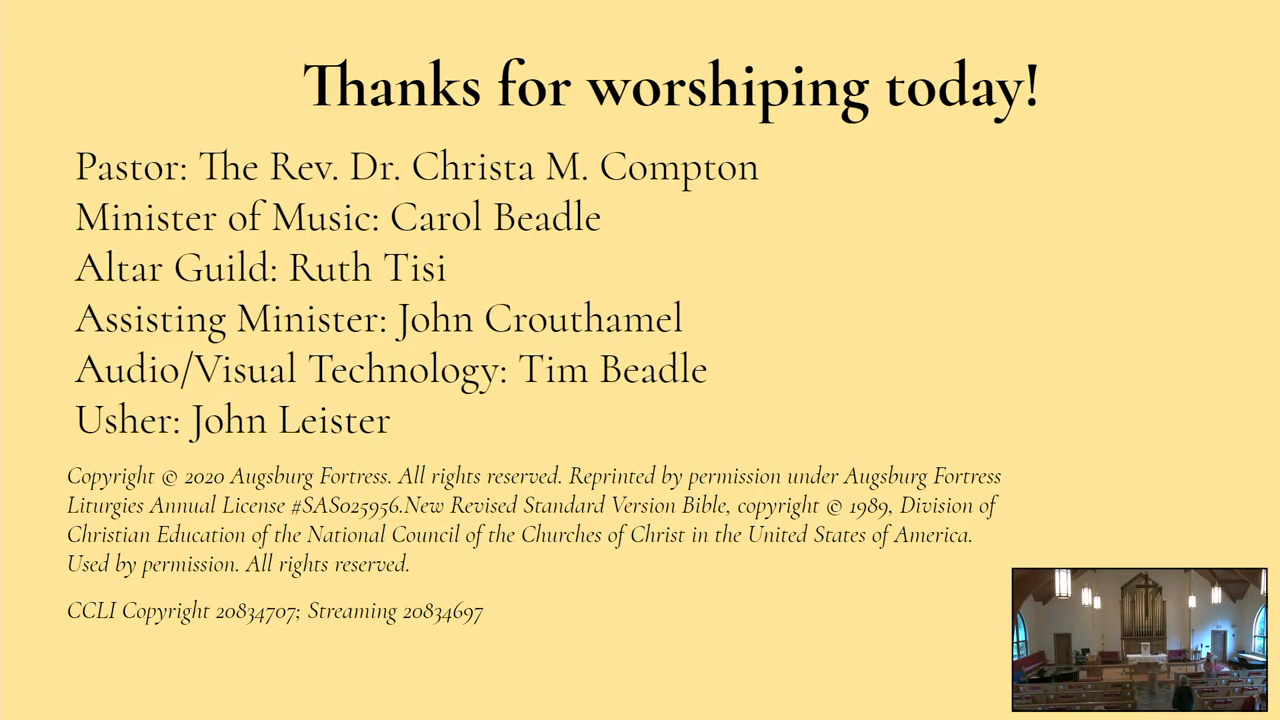 Thanks for worshiping today!
Pastor: The Rev. Dr. Christa M. Compton
Minister of Music: Carol Beadle
Altar Guild: Ruth Tisi
Assisting Minister: John Crouthamel
Audio/Visual Technology: Tim Beadle
Usher: John Leister
Copyright © 2020 Augsburg Fortress. All rights reserved. Reprinted by permission under Augsburg Fortress
Liturgies Annual License #SAS025956.New Revised Standard Version Bible, copyright © 1989, Division of
Christian Education of the National Council of the Churches of Christ in the United States of America.
Used by permission. All rights reserved.
CCLI Copyright 20834707; Streaming 20834697